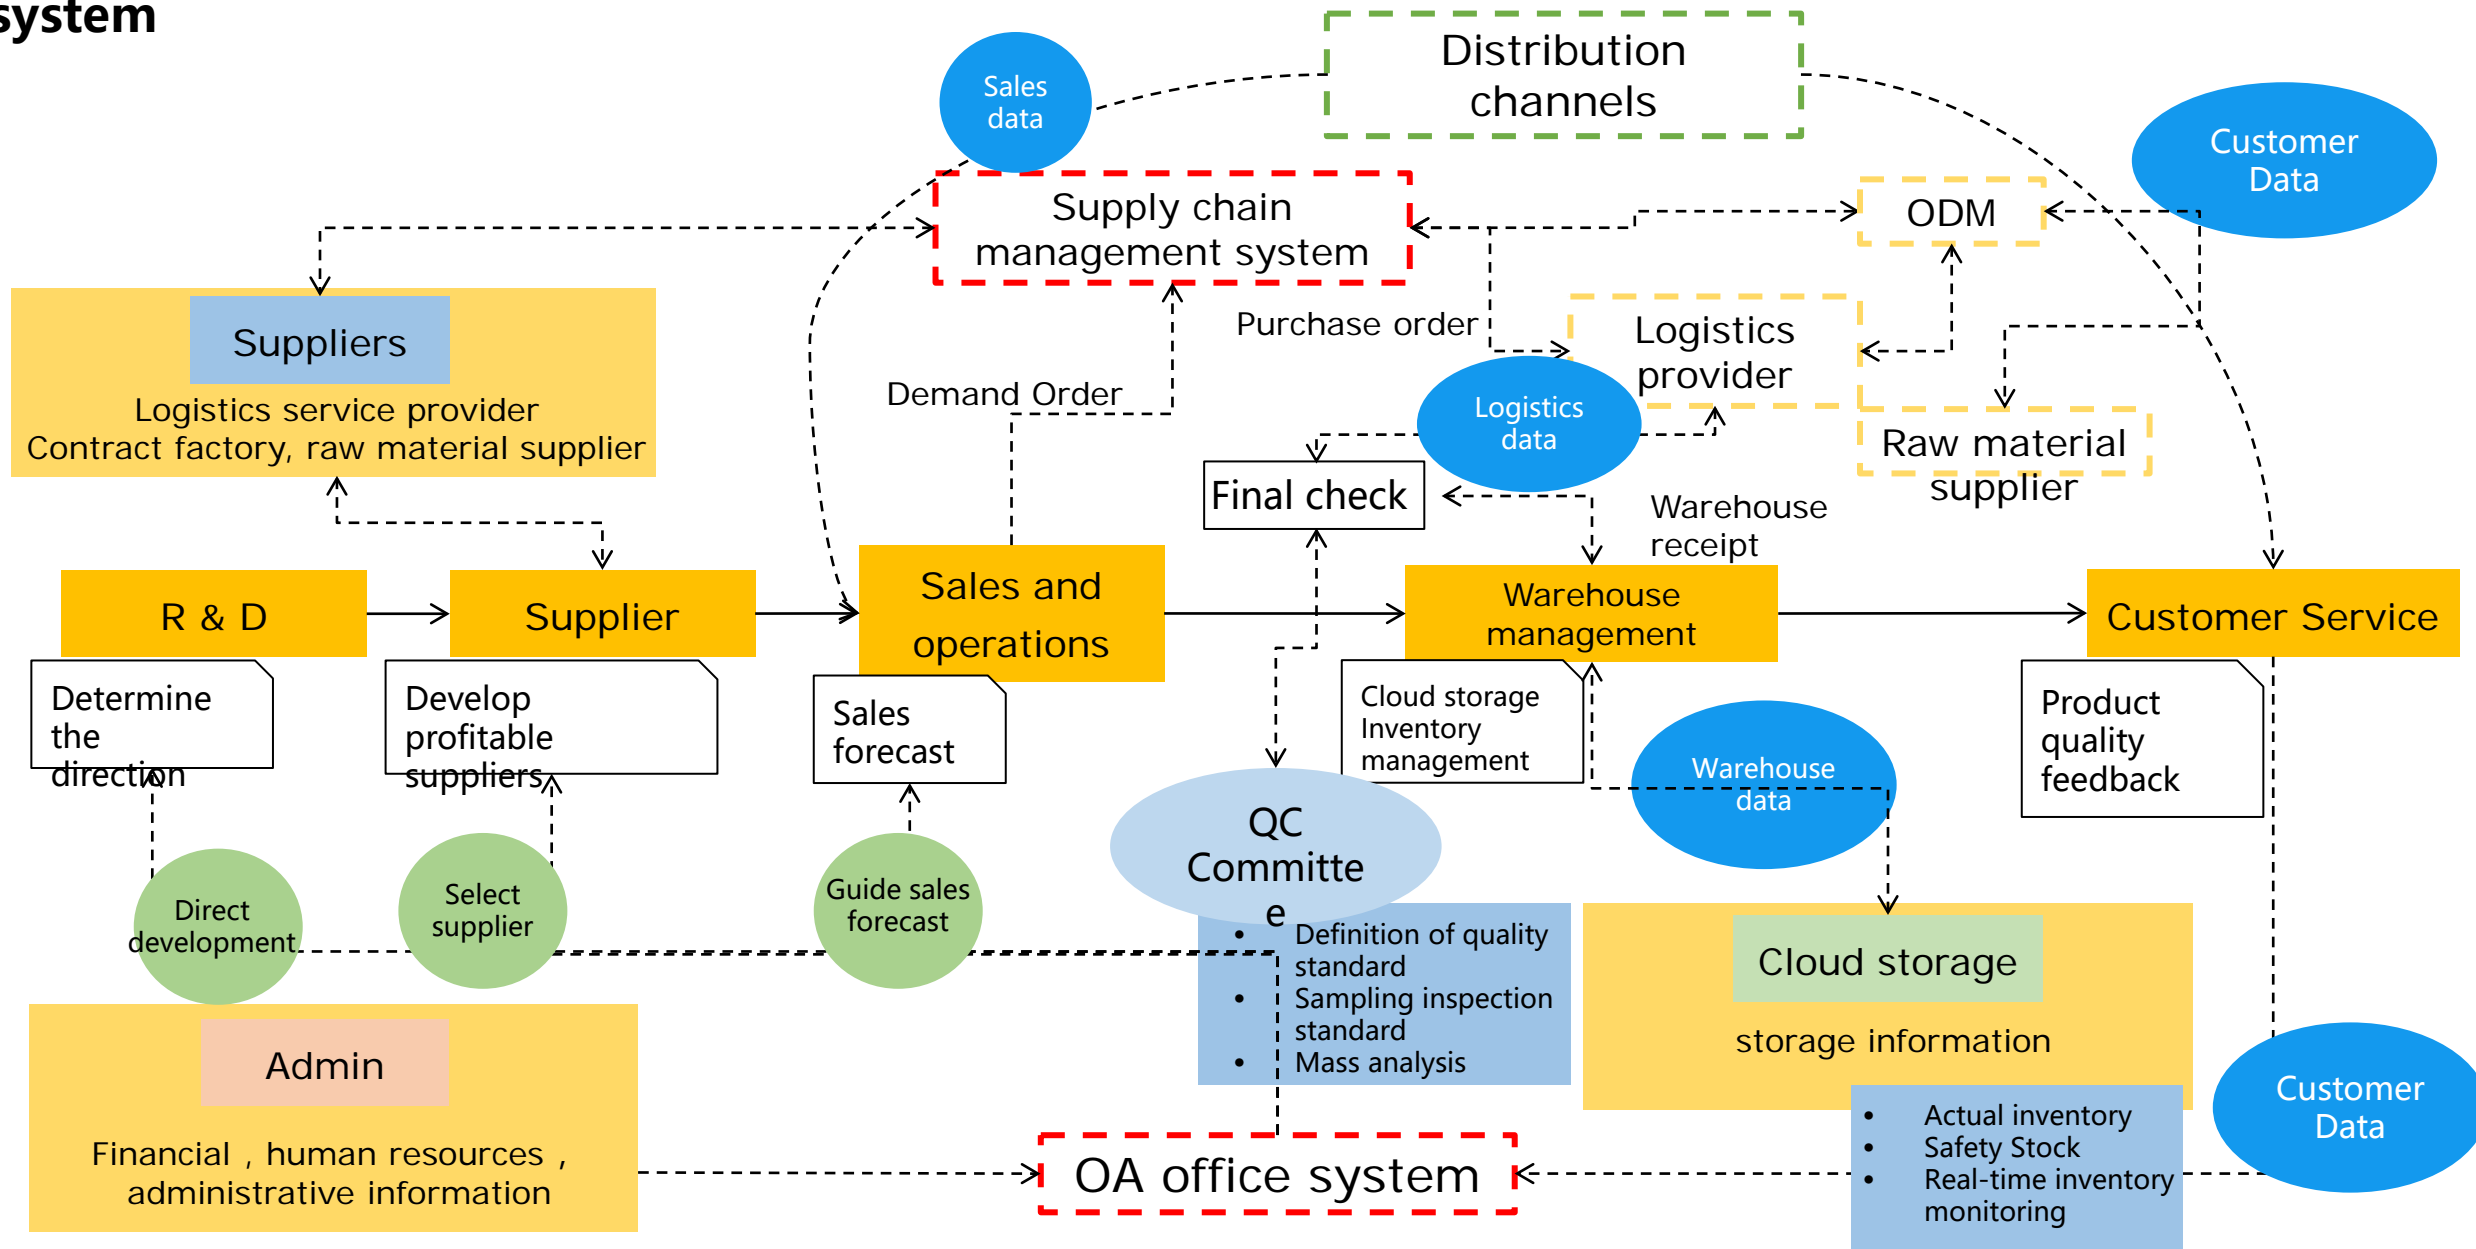 system
Distribution
channels
Sales
data
Customer
Data
Supply chain
management system
ODM
Suppliers
Logistics service provider
Contract factory, raw material supplier
Purchase order
Logistics
provider
Demand Order
Logistics
data
Raw material
supplier
Final check
Warehouse
receipt
R & D
Supplier
Sales and
operations
Warehouse
management
Customer Service
Determine
the
direction
Develop
profitable
suppliers
Sales
forecast
Cloud storage
Inventory
management
Product
quality
feedback
Warehouse
data
QC
Committe
e
Direct
development
Select
supplier
Guide sales
forecast
• Definition of quality
standard
• Sampling inspection
standard
• Mass analysis
Cloud storage
storage information
Admin
Financial , human resources ,
administrative information
OA office system
• Actual inventory
• Safety Stock
• Real-time inventory
monitoring
Customer
Data